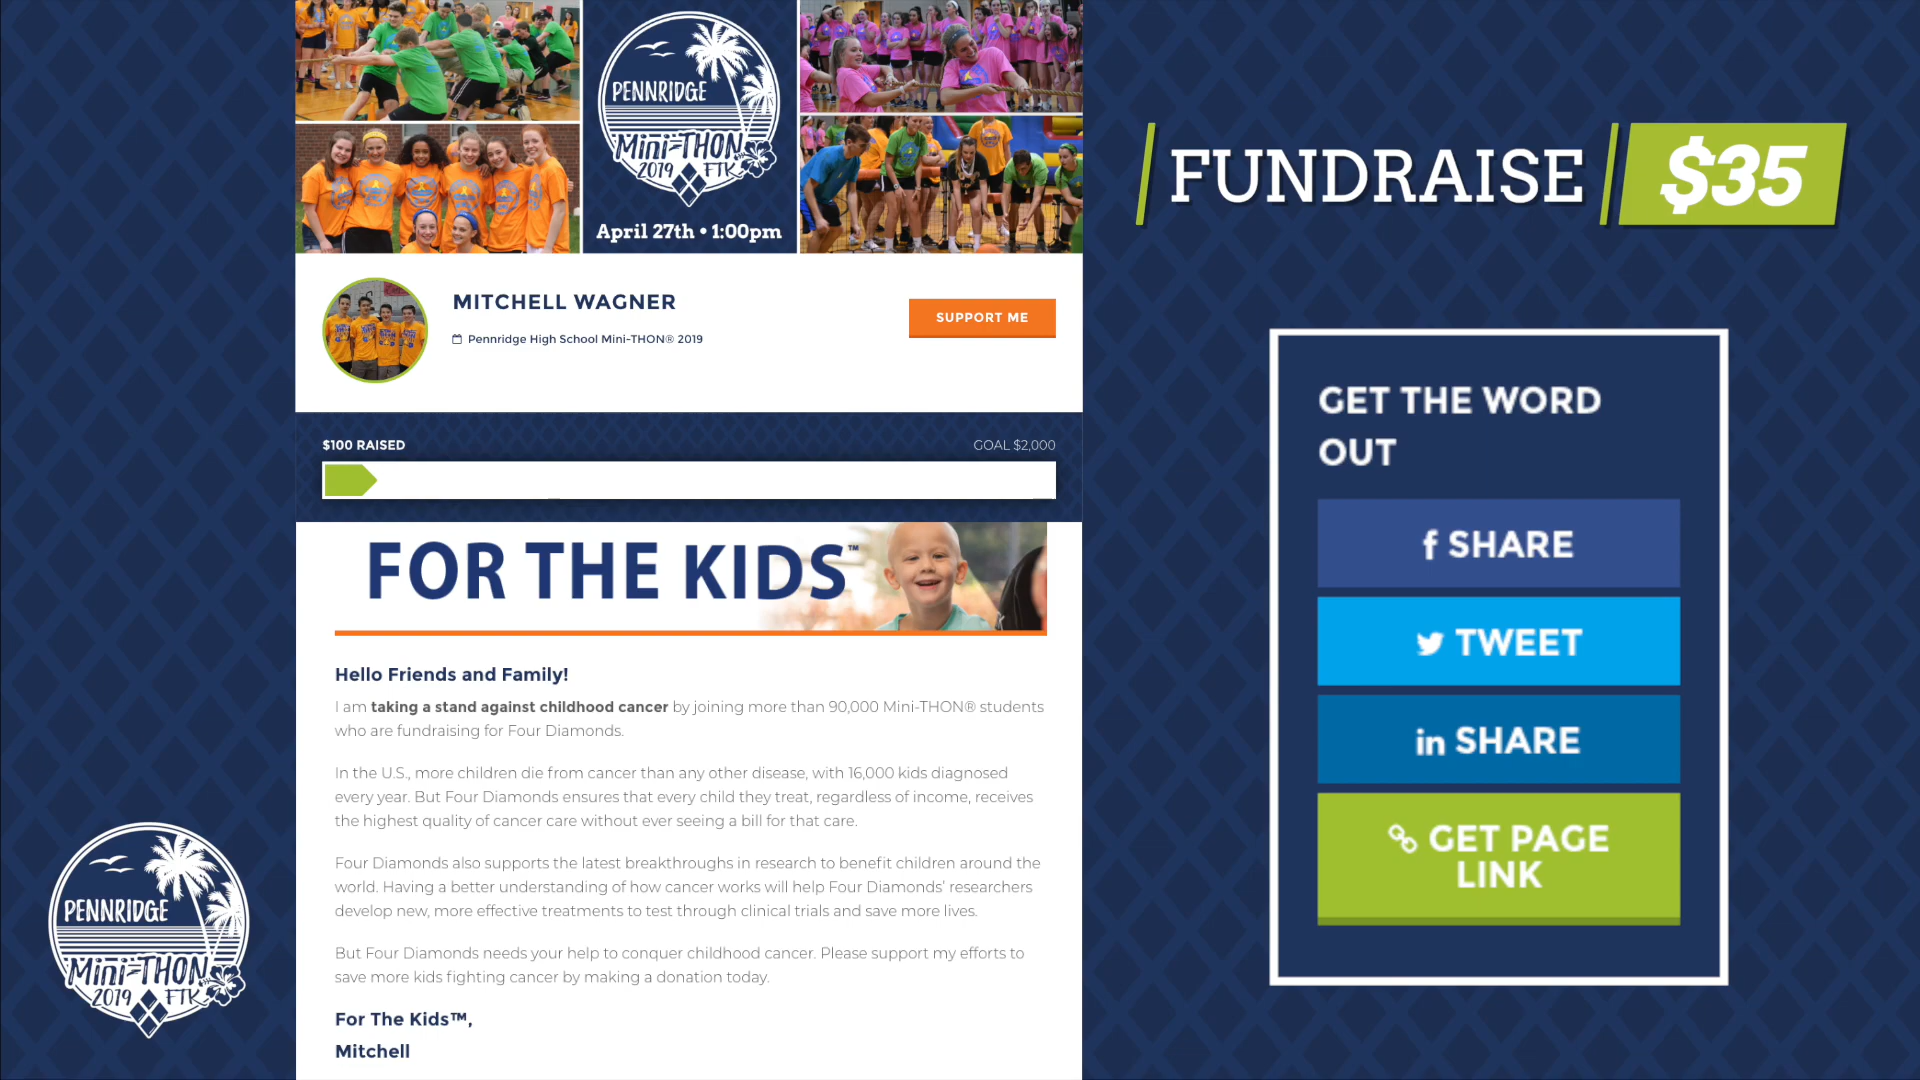 PENNRIDGE
Mini-THON
2019 FTK
April 27th • 1:00pm
MITCHELL WAGNER
Pennridge High School Mini-THON® 2019
SUPPORT ME
$100 RAISED
GOAL $2,000
FOR THE KIDS™
Hello Friends and Family!
I am taking a stand against childhood cancer by joining more than 90,000 Mini-THON® students
who are fundraising for Four Diamonds.
In the U.S., more children die from cancer than any other disease, with 16,000 kids diagnosed
every year. But Four Diamonds ensures that every child they treat, regardless of income, receives
the highest quality of cancer care without ever seeing a bill for that care.
Four Diamonds also supports the latest breakthroughs in research to benefit children around the
world. Having a better understanding of how cancer works will help Four Diamonds' researchers
develop new, more effective treatments to test through clinical trials and save more lives.
But Four Diamonds needs your help to conquer childhood cancer. Please support my efforts to
save more kids fighting cancer by making a donation today.
For The Kids™,
Mitchell
FUNDRAISE $35
GET THE WORD
OUT
f SHARE
TWEET
in SHARE
GET PAGE
LINK
PENNRIDGE
Mini-THON
2019 FTK